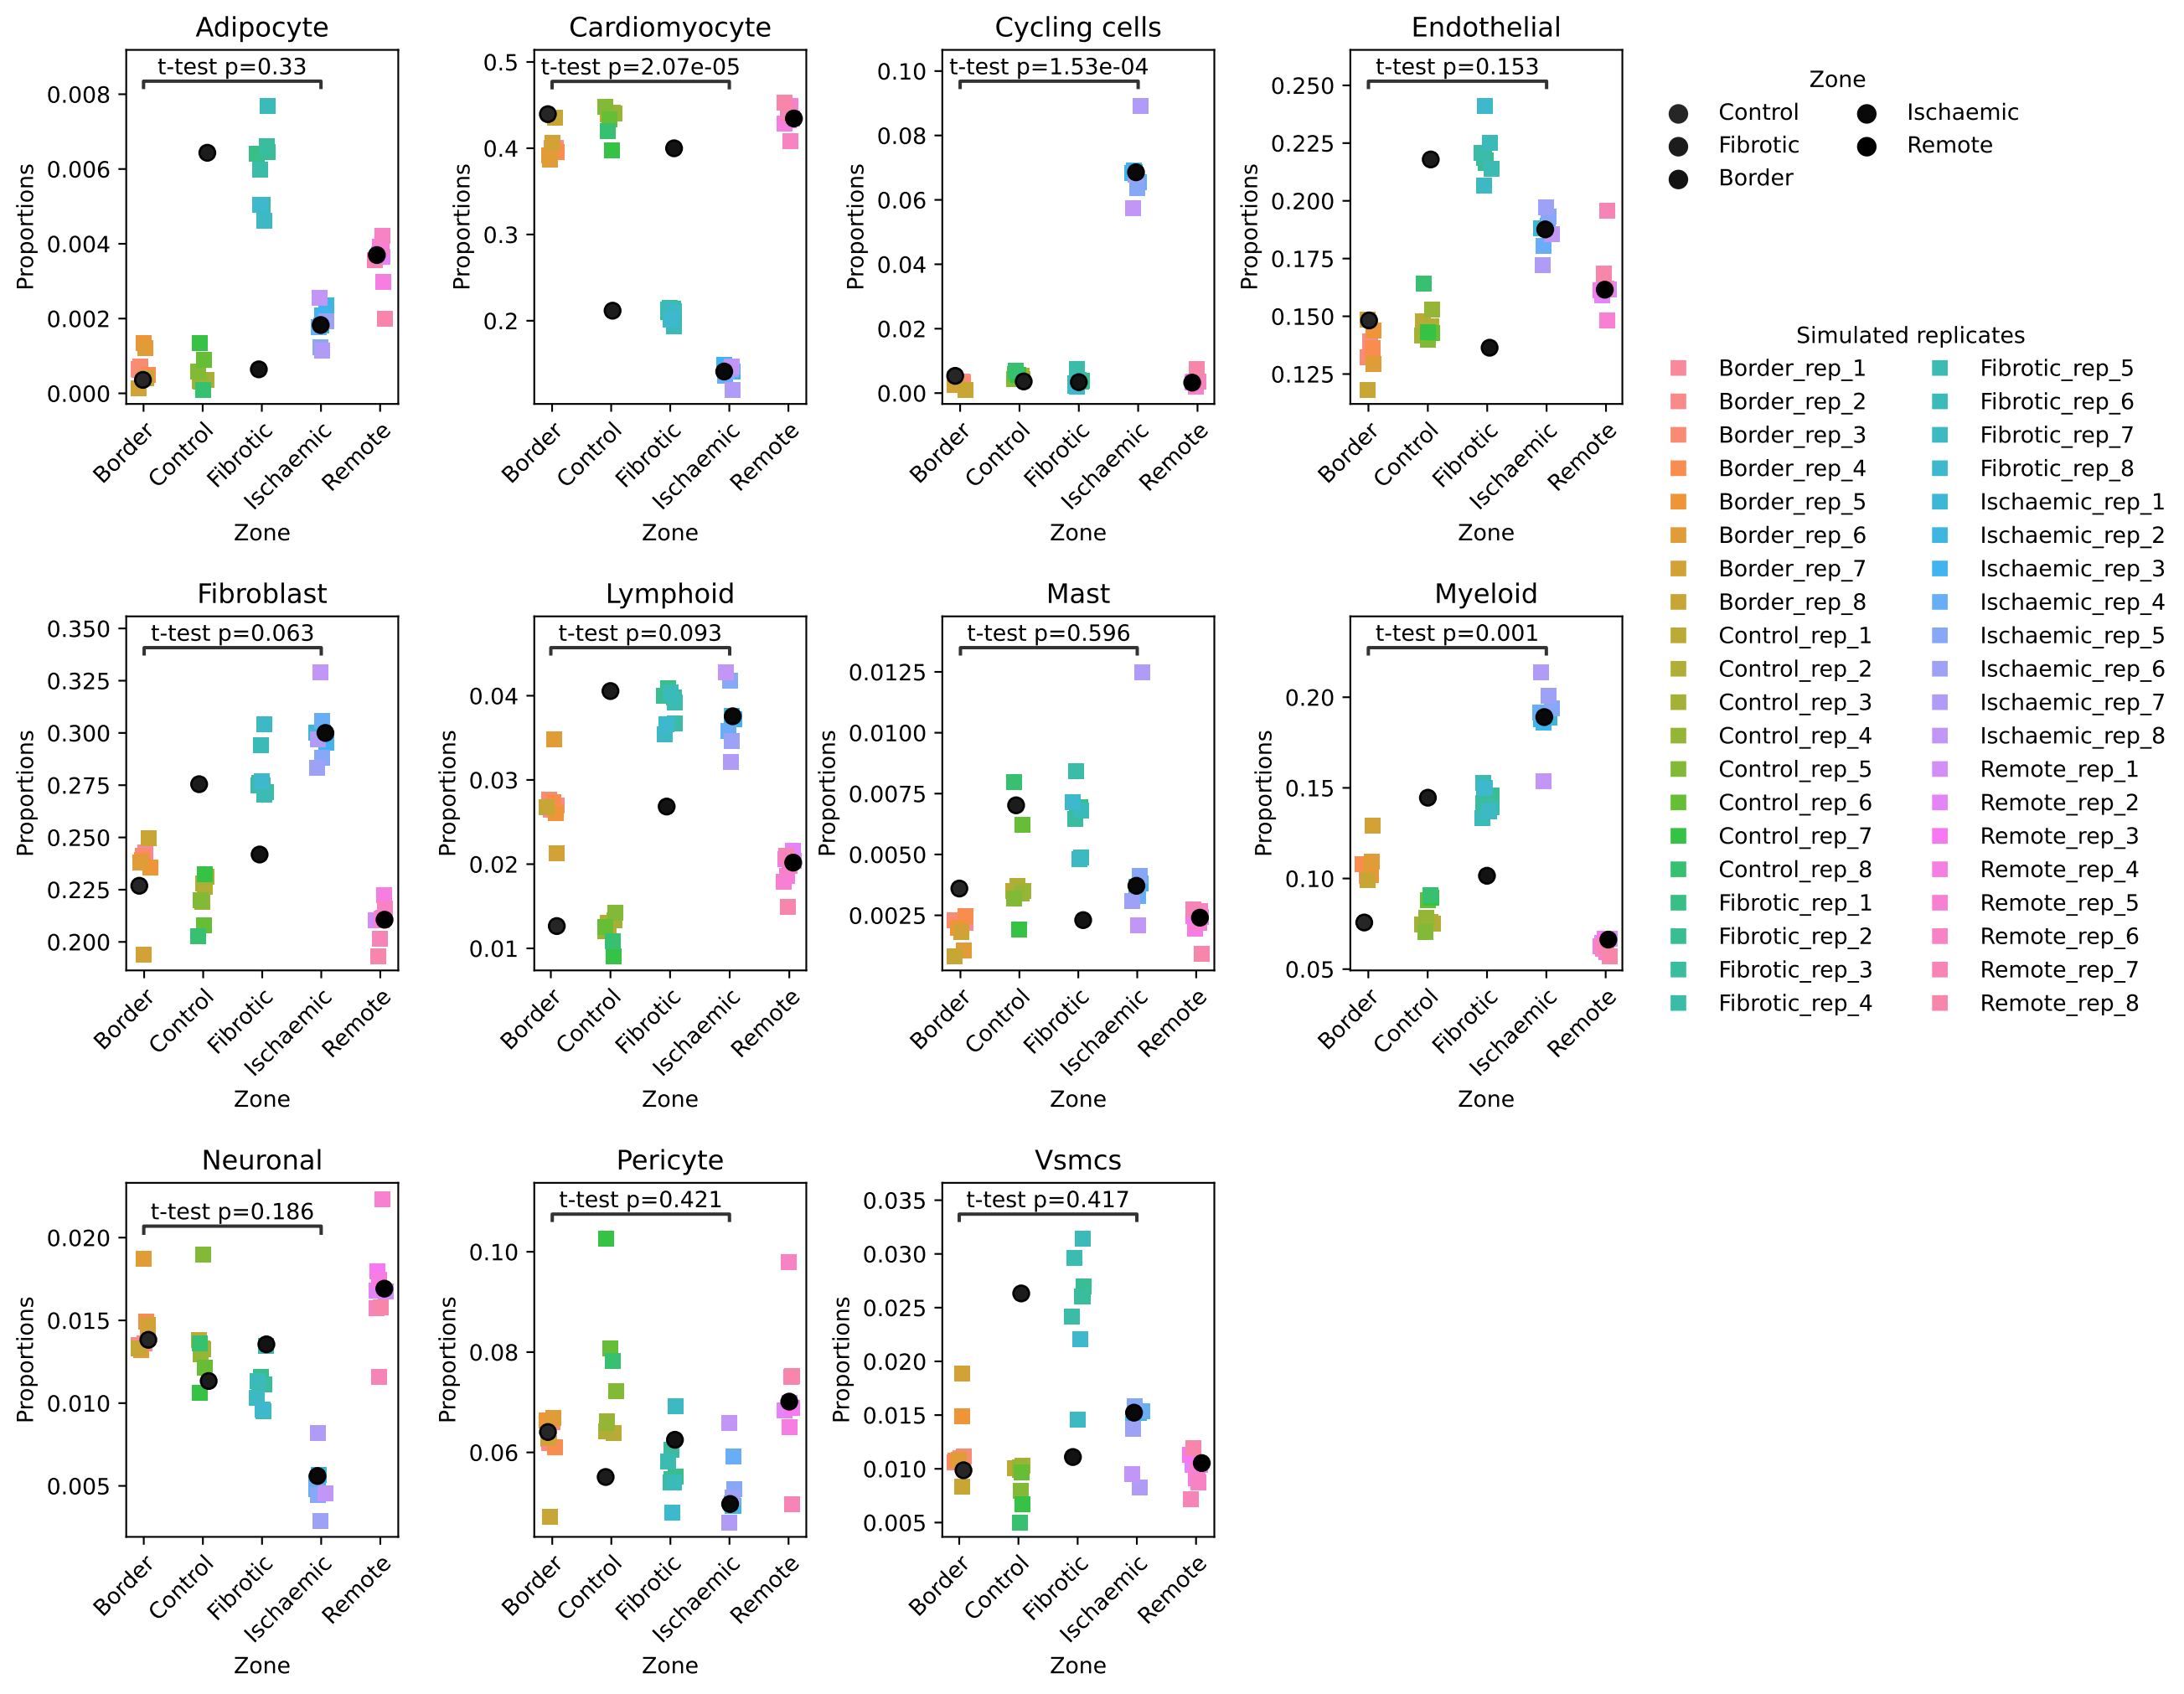 Adipocyte
t-test p=0.33
Proportions
0.008
0.006
0.004
0.002
0.000
Border
Control
Fibrotic
Ischaemic
Remote
Zone
Cardiomyocyte
t-test p=2.07e-05
Proportions
0.5
0.4
0.3
0.2
Border
Control
Fibrotic
Ischaemic
Remote
Zone
Cycling cells
t-test p=1.53e-04
Proportions
0.10
0.08
0.06
0.04
0.02
0.00
Border
Control
Fibrotic
Ischaemic
Remote
Zone
Endothelial
t-test p=0.153
Proportions
0.250
0.225
0.200
0.175
0.150
0.125
Border
Control
Fibrotic
Ischaemic
Remote
Zone
Zone
Control
Fibrotic
Border
Ischaemic
Remote
Simulated replicates
Border_rep_1
Border_rep_2
Border_rep_3
Border_rep_4
Border_rep_5
Border_rep_6
Border_rep_7
Border_rep_8
Control_rep_1
Control_rep_2
Control_rep_3
Control_rep_4
Control_rep_5
Control_rep_6
Control_rep_7
Control_rep_8
Fibrotic_rep_1
Fibrotic_rep_2
Fibrotic_rep_3
Fibrotic_rep_4
Fibrotic_rep_5
Fibrotic_rep_6
Fibrotic_rep_7
Fibrotic_rep_8
Ischaemic_rep_1
Ischaemic_rep_2
Ischaemic_rep_3
Ischaemic_rep_4
Ischaemic_rep_5
Ischaemic_rep_6
Ischaemic_rep_7
Ischaemic_rep_8
Remote_rep_1
Remote_rep_2
Remote_rep_3
Remote_rep_4
Remote_rep_5
Remote_rep_6
Remote_rep_7
Remote_rep_8
Fibroblast
t-test p=0.063
Proportions
0.350
0.325
0.300
0.275
0.250
0.225
0.200
Border
Control
Fibrotic
Ischaemic
Remote
Zone
Lymphoid
t-test p=0.093
Proportions
0.04
0.03
0.02
0.01
Border
Control
Fibrotic
Ischaemic
Remote
Zone
Mast
t-test p=0.596
Proportions
0.0125
0.0100
0.0075
0.0050
0.0025
Border
Control
Fibrotic
Ischaemic
Remote
Zone
Myeloid
t-test p=0.001
Proportions
0.20
0.15
0.10
0.05
Border
Control
Fibrotic
Ischaemic
Remote
Zone
Neuronal
t-test p=0.186
Proportions
0.020
0.015
0.010
0.005
Border
Control
Fibrotic
Ischaemic
Remote
Zone
Pericyte
t-test p=0.421
Proportions
0.10
0.08
0.06
Border
Control
Fibrotic
Ischaemic
Remote
Zone
Vsmcs
t-test p=0.417
Proportions
0.035
0.030
0.025
0.020
0.015
0.010
0.005
Border
Control
Fibrotic
Ischaemic
Remote
Zone